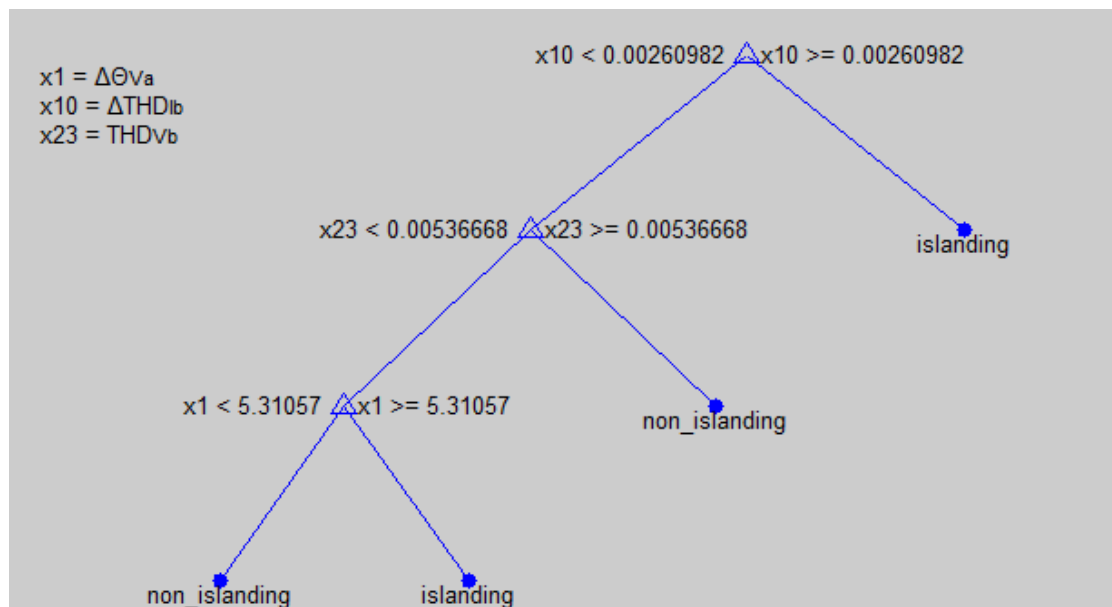 x10 < 0.00260982 x10 >= 0.00260982
x1 = ΔΘVa
x10 = ΔTHDIb
x23 = THDVb
x23 < 0.00536668 x23 >= 0.00536668
islanding
x1 < 5.31057 x1 >= 5.31057
non_islanding
non_islanding islanding